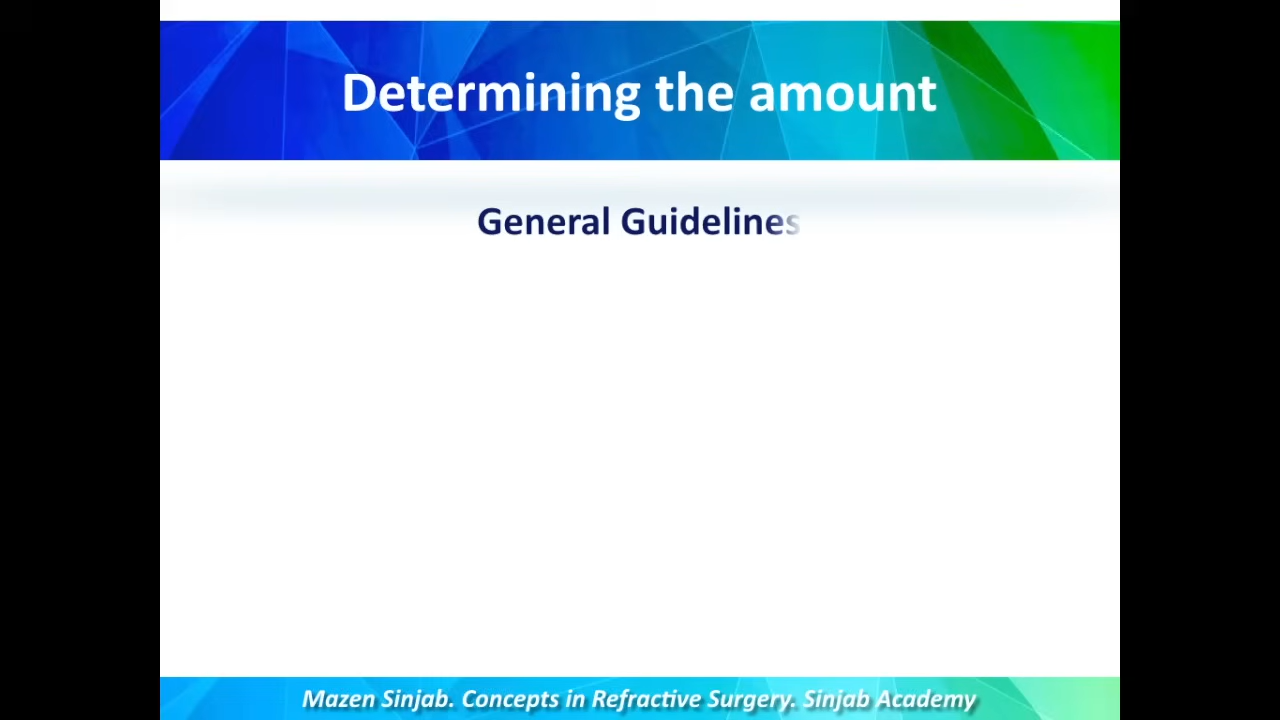 Determining the amount
General Guidelines
Mazen Sinjab. Concepts in Refractive Surgery. Sinjab Academy